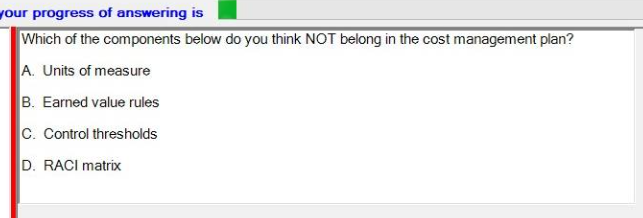 your progress of answering is
Which of the components below do you think NOT belong in the cost management plan?
A. Units of measure
B. Earned value rules
C. Control thresholds
D. RACI matrix